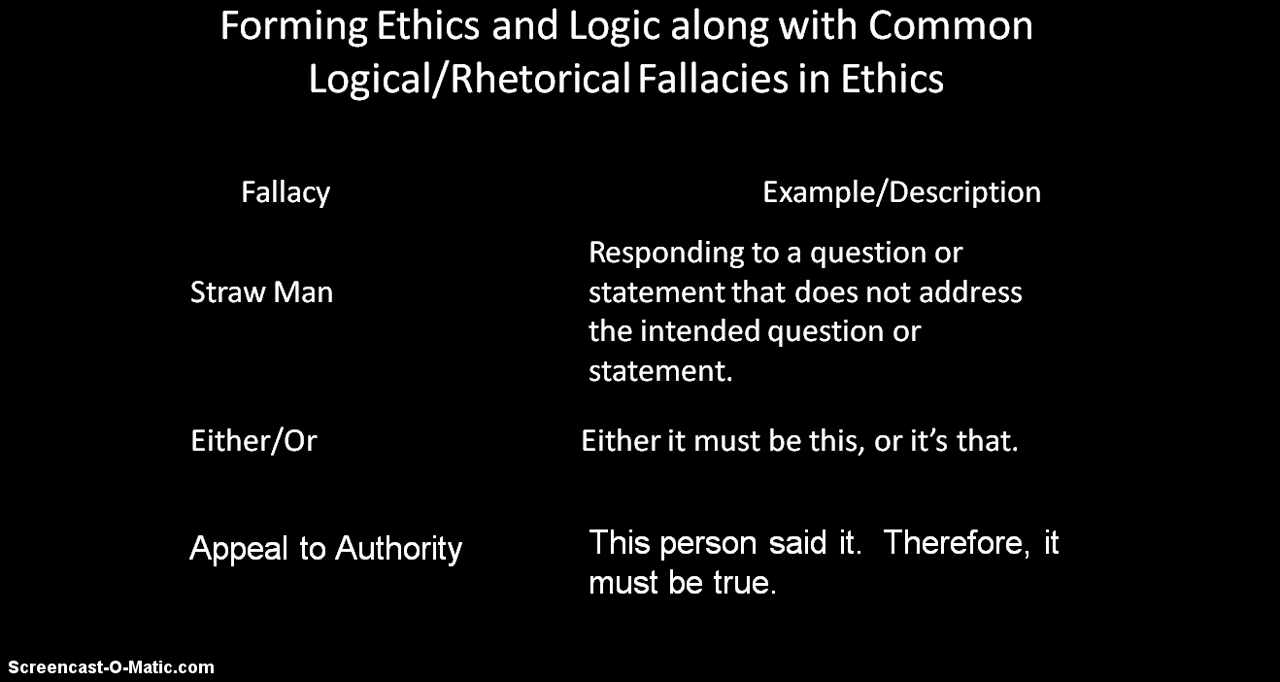 Forming Ethics and Logic along with Common
Logical/Rhetorical Fallacies in Ethics
Fallacy
Example/Description
Straw Man
Responding to a question or
statement that does not address
the intended question or
statement.
Either/Or
Either it must be this, or it’s that.
Appeal to Authority
This person said it.  Therefore, it
must be true.
Screencast-O-Matic.com